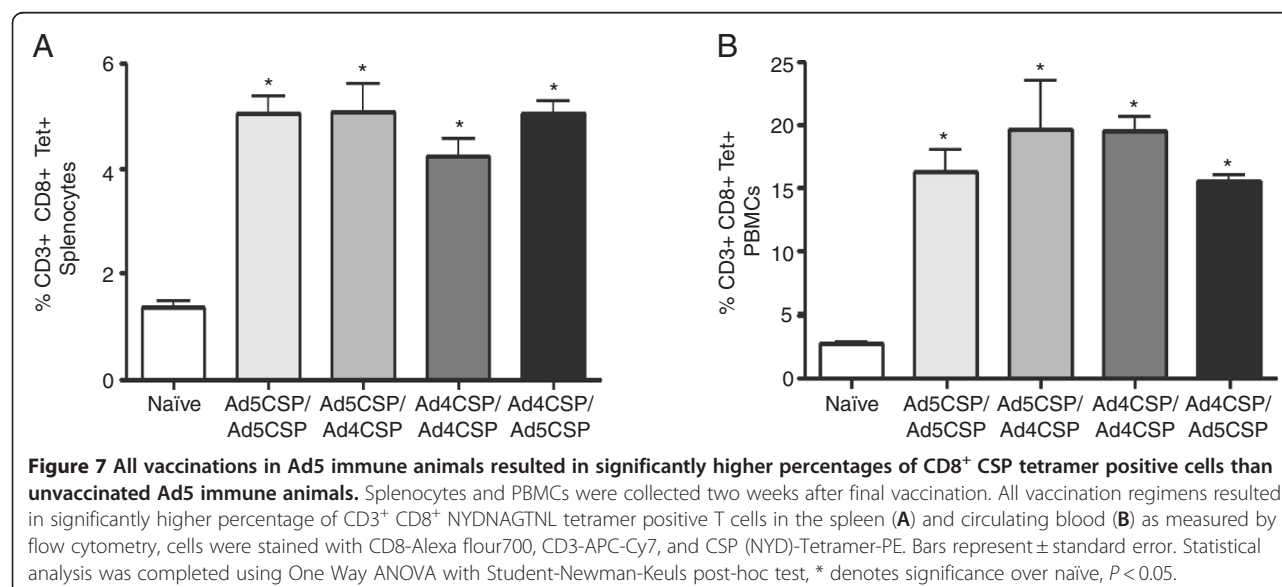 A
% CD3+ CD8+ Tet+
Splenocytes
6
4
2
0
*
*
*
*
Naïve
Ad5CSP/
Ad5CSP
Ad5CSP/
Ad4CSP
Ad4CSP/
Ad4CSP
Ad4CSP/
Ad5CSP
B
% CD3+ CD8+ Tet+
PBMCs
25
20
15
10
5
0
*
*
*
*
Naïve
Ad5CSP/
Ad5CSP
Ad5CSP/
Ad4CSP
Ad4CSP/
Ad4CSP
Ad4CSP/
Ad5CSP
Figure 7 All vaccinations in Ad5 immune animals resulted in significantly higher percentages of CD8⁺ CSP tetramer positive cells than
unvaccinated Ad5 immune animals. Splenocytes and PBMCs were collected two weeks after final vaccination. All vaccination regimens resulted
in significantly higher percentage of CD3⁺ CD8⁺ NYDNAGTNL tetramer positive T cells in the spleen (A) and circulating blood (B) as measured by
flow cytometry, cells were stained with CD8-Alexa flour700, CD3-APC-Cy7, and CSP (NYD)-Tetramer-PE. Bars represent ± standard error. Statistical
analysis was completed using One Way ANOVA with Student-Newman-Keuls post-hoc test, * denotes significance over naïve, P < 0.05.